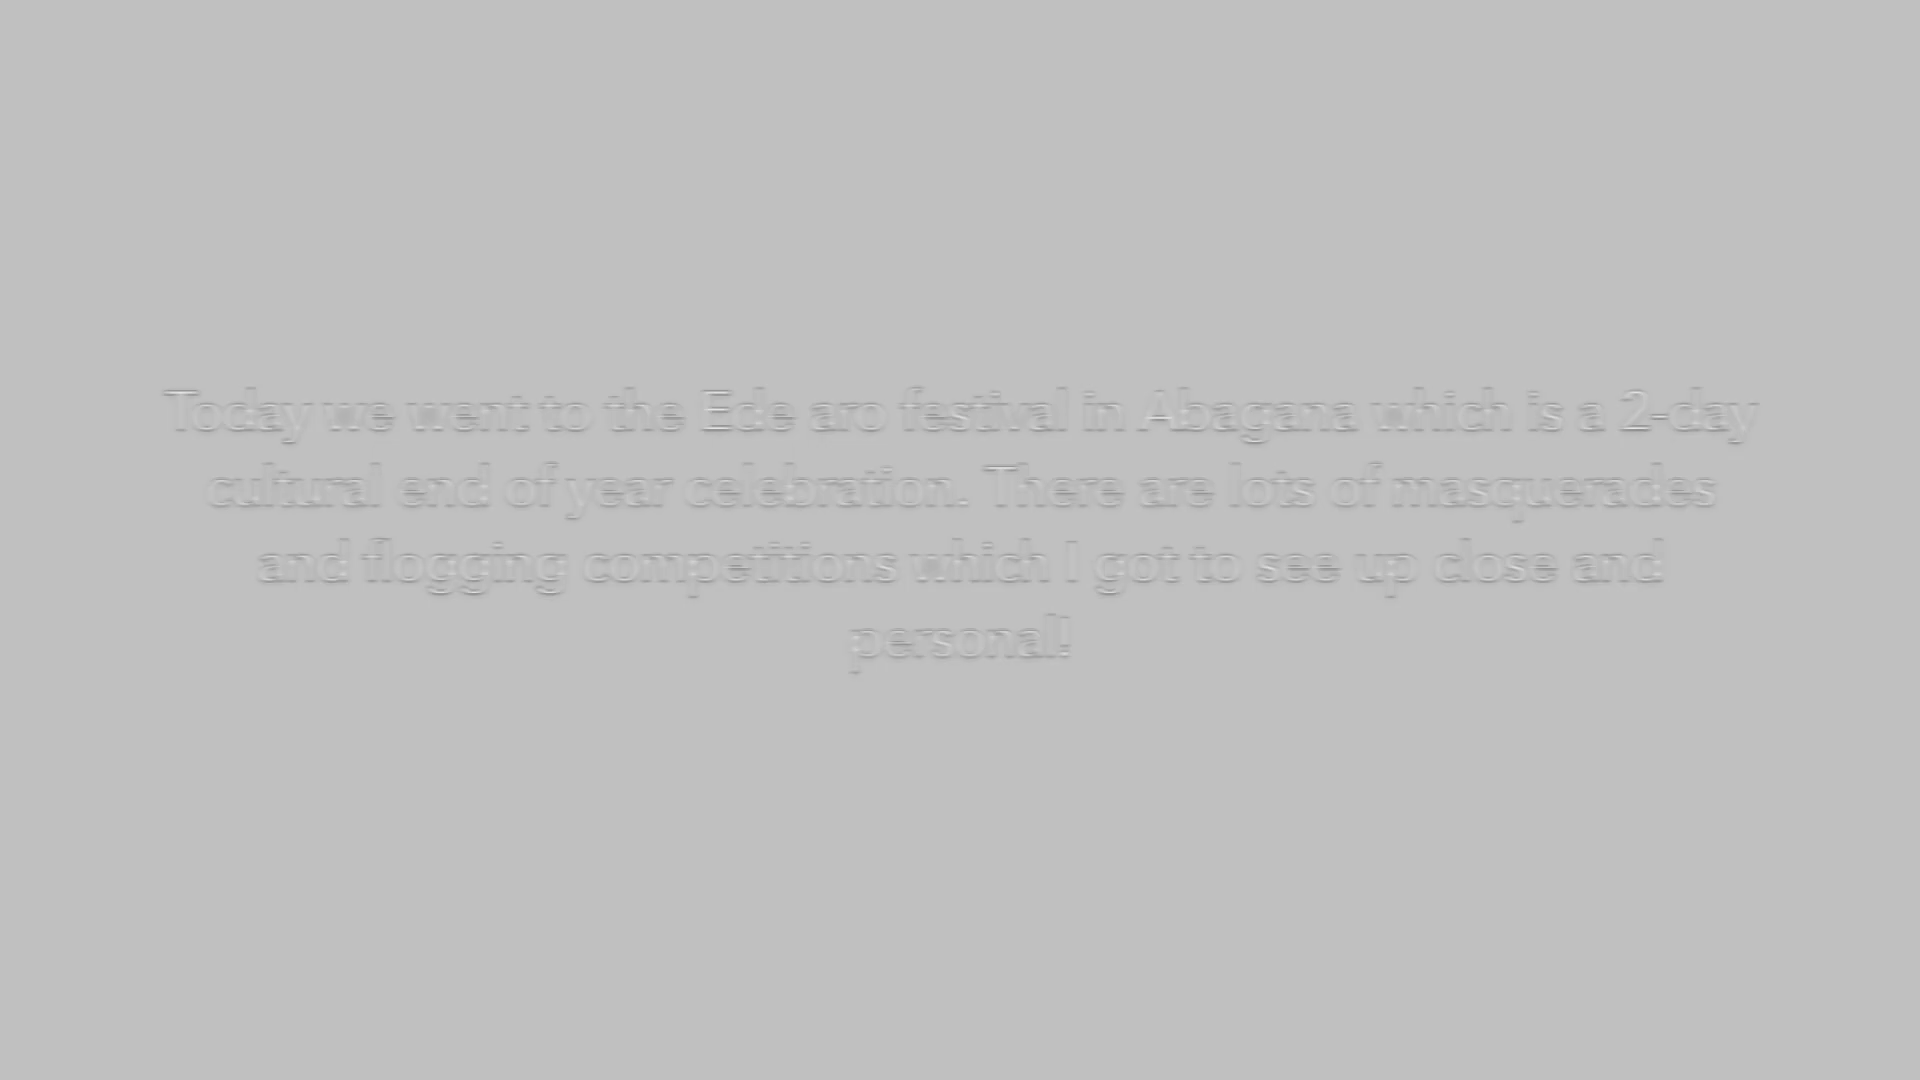 Today we went to the Ede aro festival in Abagana which is a 2-day
cultural end of year celebration. There are lots of masquerades
and flogging competitions which I got to see up close and
personal!